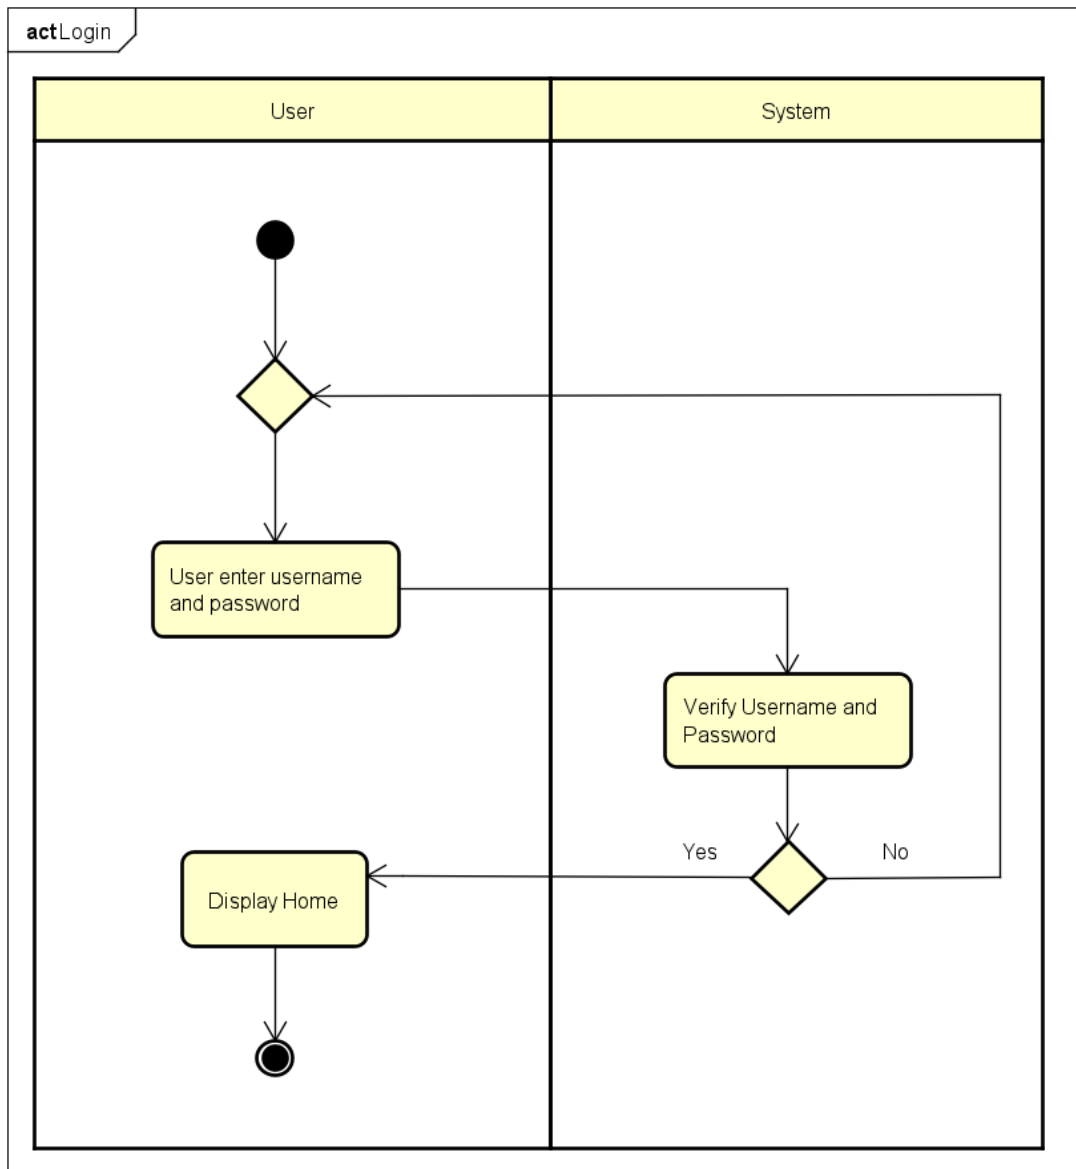 actLogin
User
System
User enter username
and password
Verify Username and
Password
Yes
No
Display Home